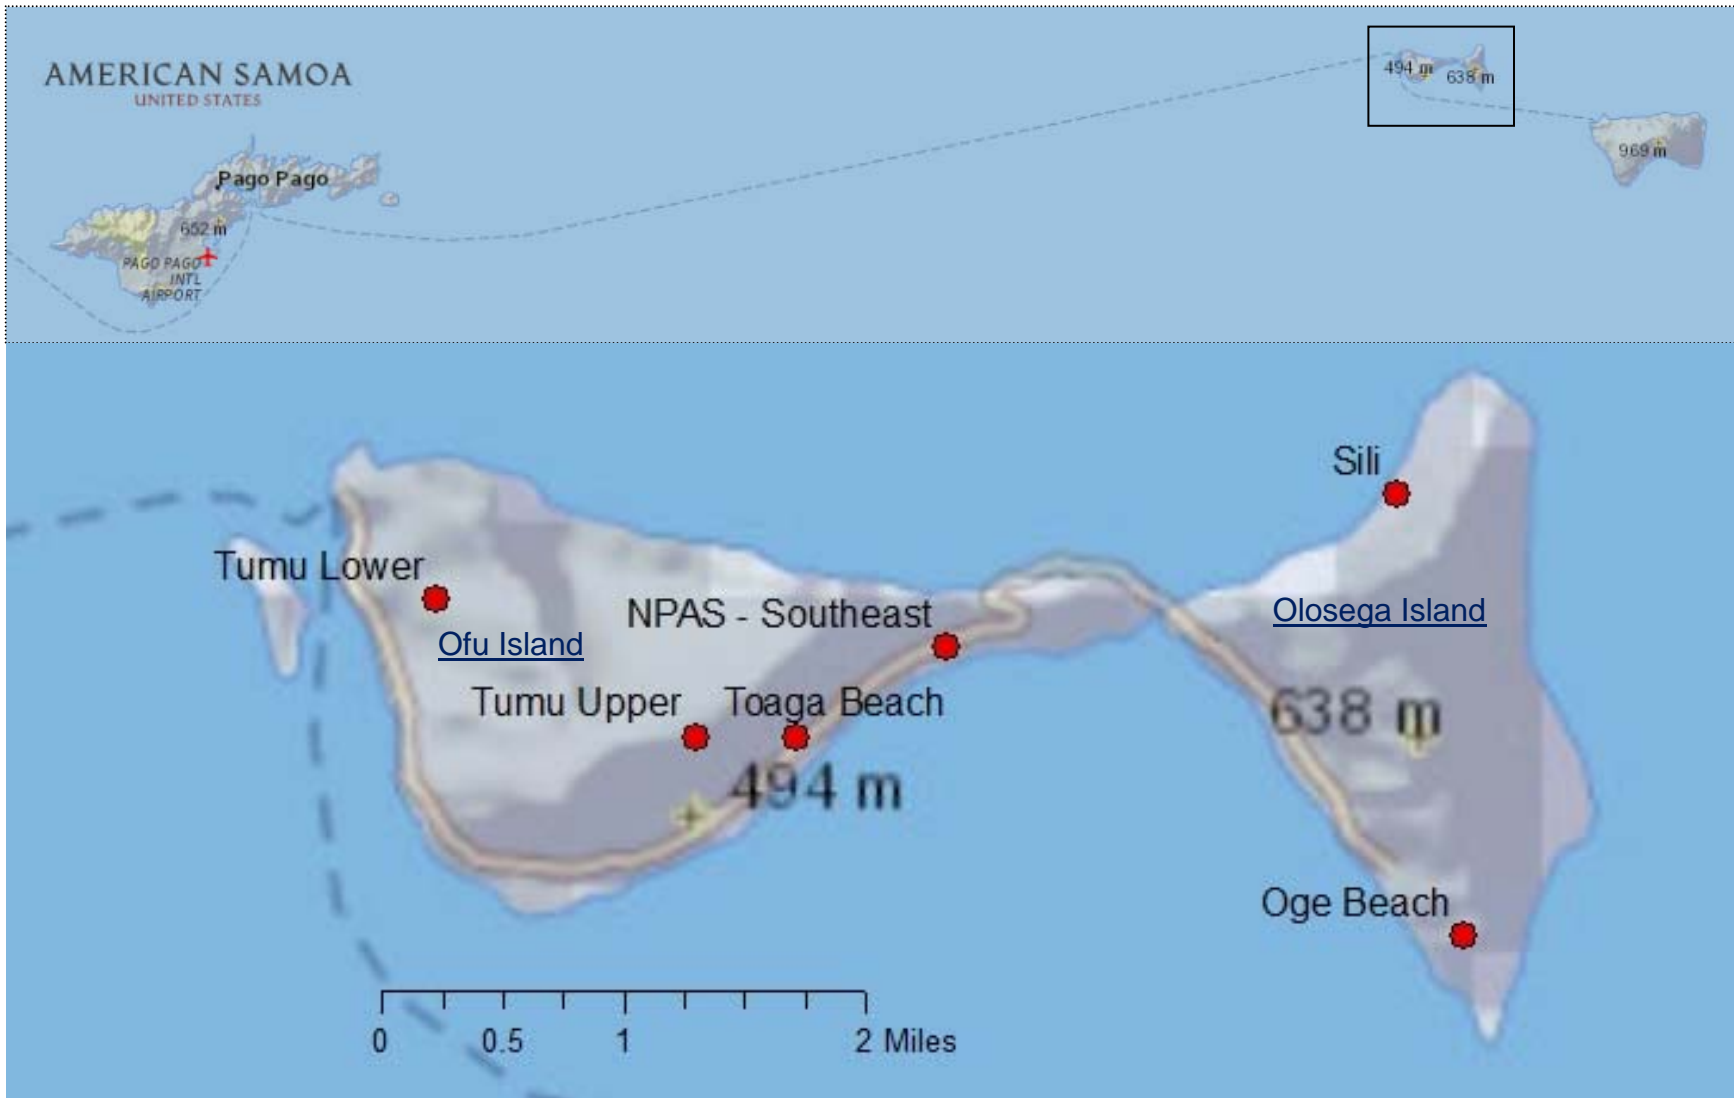 AMERICAN SAMOA
UNITED STATES
494 m
638 m
969 m
Pago Pago
652 m
PAGO PAGO
INTL
AIRPORT
Sili
Tumu Lower
NPAS - Southeast
Olosega Island
Ofu Island
Tumu Upper
Toaga Beach
638 m
494 m
Oge Beach
0 0.5 1 2 Miles